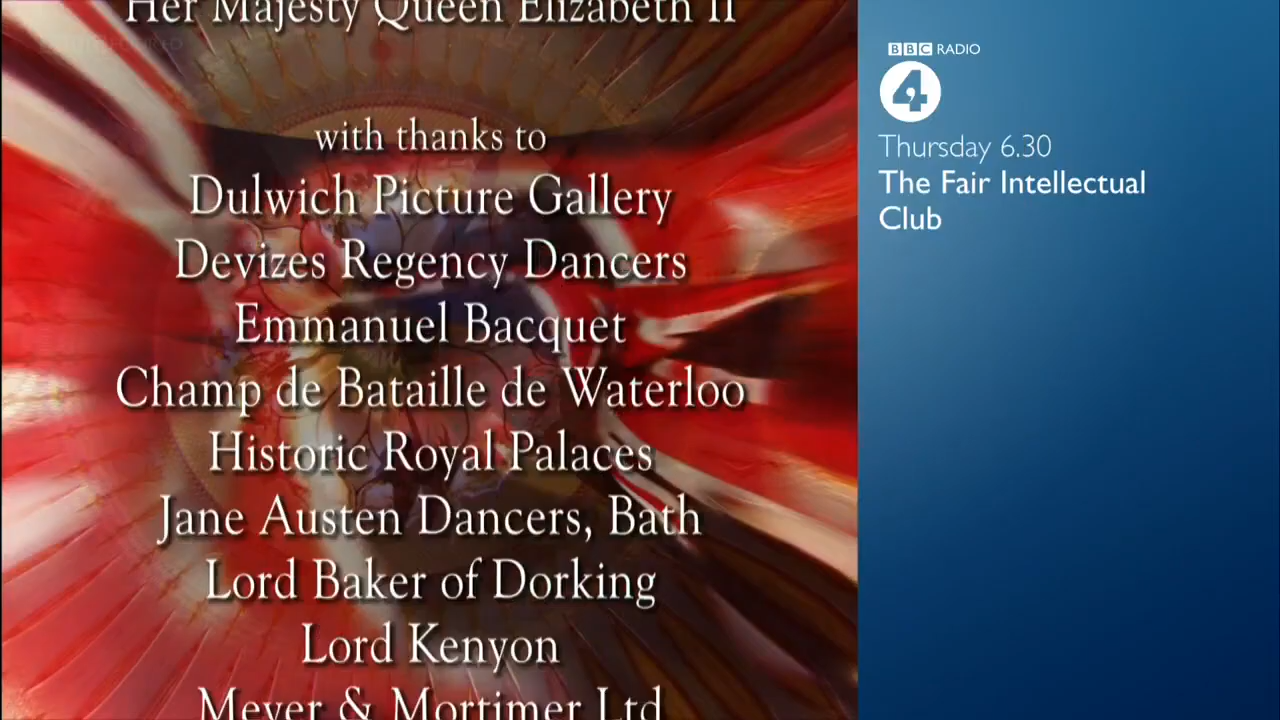 Her Majesty Queen Elizabeth II
with thanks to
Dulwich Picture Gallery
Devizes Regency Dancers
Emmanuel Bacquet
Champ de Bataille de Waterloo
Historic Royal Palaces
Jane Austen Dancers, Bath
Lord Baker of Dorking
Lord Kenyon
Meyer & Mortimer Ltd
BBC RADIO
4
Thursday 6.30
The Fair Intellectual
Club